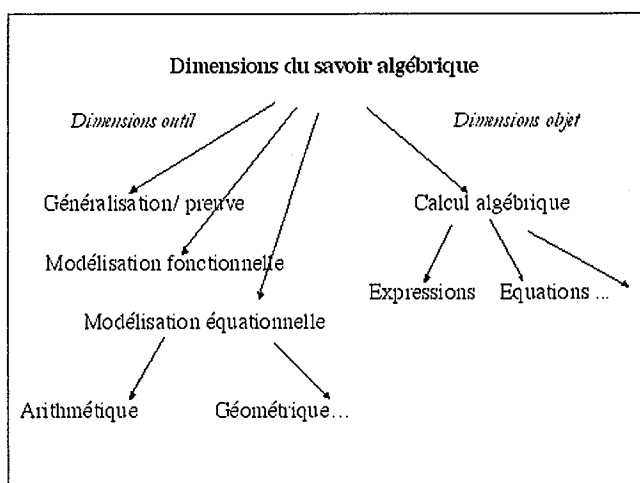 Dimensions du savoir algébrique
Dimensions outil
Dimensions objet
Généralisation/ preuve
Calcul algébrique
Modélisation fonctionnelle
Expressions
Equations ...
Modélisation équationnelle
Arithmétique
Géométrique...